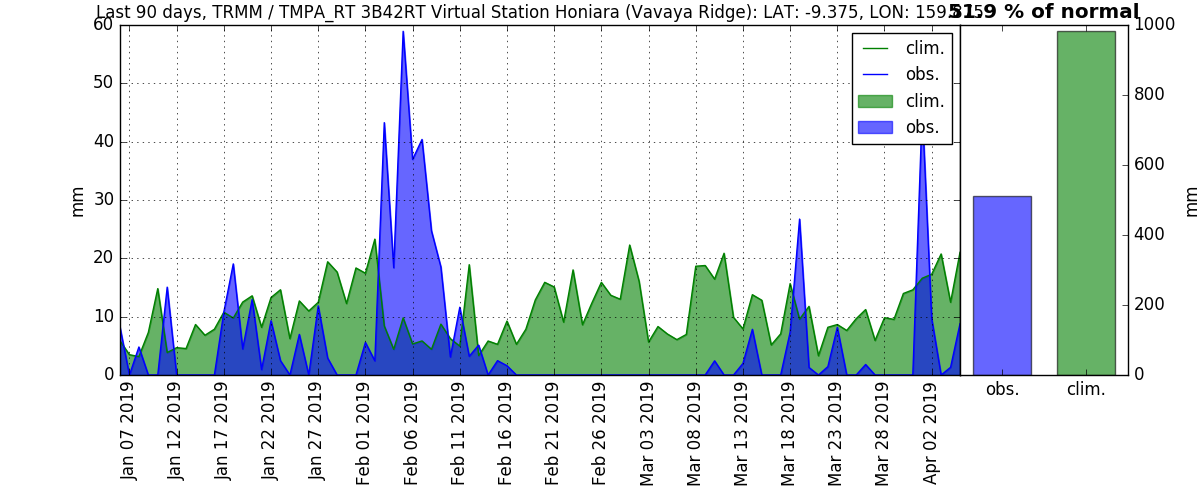 Last 90 days, TRMM / TMPA_RT 3B42RT Virtual Station Honiara (Vavaya Ridge): LAT: -9.375, LON:
51.9 % of normal
60
50
40
30
20
10
0
mm
clim.
obs.
clim.
obs.
1000
800
600
400
200
0
mm
Jan 07 2019
Jan 12 2019
Jan 17 2019
Jan 22 2019
Jan 27 2019
Feb 01 2019
Feb 06 2019
Feb 11 2019
Feb 16 2019
Feb 21 2019
Feb 26 2019
Mar 03 2019
Mar 08 2019
Mar 13 2019
Mar 18 2019
Mar 23 2019
Mar 28 2019
Apr 02 2019
obs.
clim.